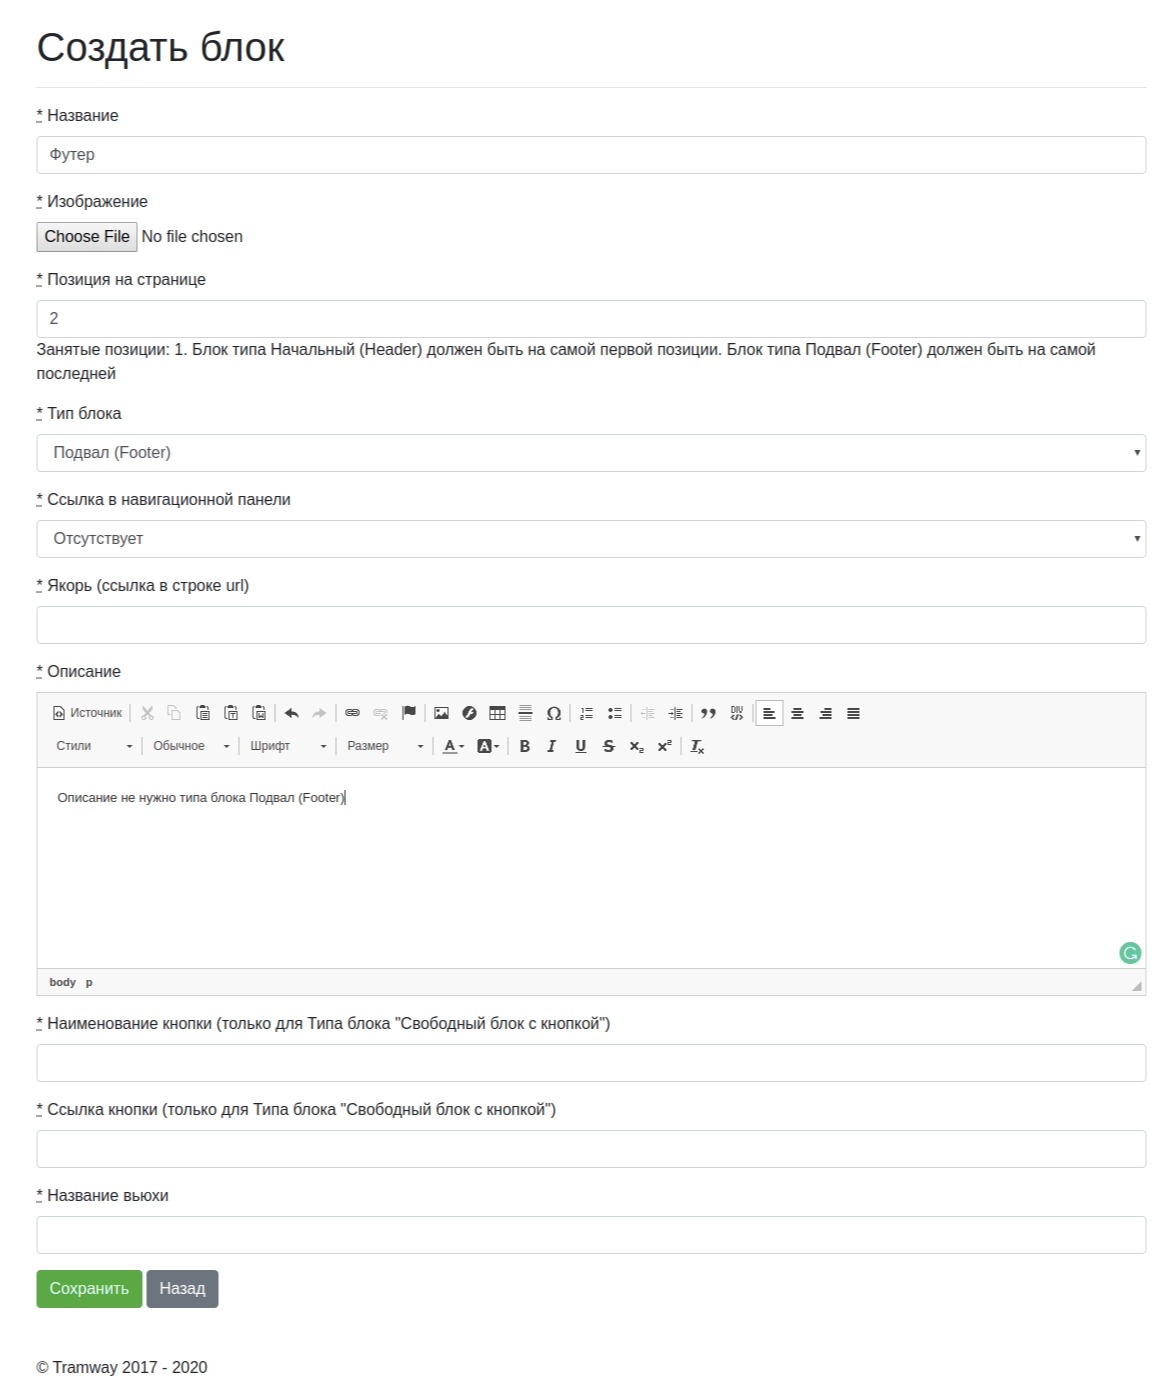 Создать блок
* Название
Футер
* Изображение
Choose File No file chosen
* Позиция на странице
2
Занятые позиции: 1. Блок типа Начальный (Header) должен быть на самой первой позиции. Блок типа Подвал (Footer) должен быть на самой
последней
* Тип блока
Подвал (Footer)
* Ссылка в навигационной панели
Отсутствует
* Якорь (ссылка в строке url)
* Описание
Источник
Стили Обычное Шрифт Размер
Описание не нужно типа блока Подвал (Footer)
body p
* Наименование кнопки (только для Типа блока "Свободный блок с кнопкой")
* Ссылка кнопки (только для Типа блока "Свободный блок с кнопкой")
* Название вьюхи
Сохранить Назад
© Tramway 2017 - 2020